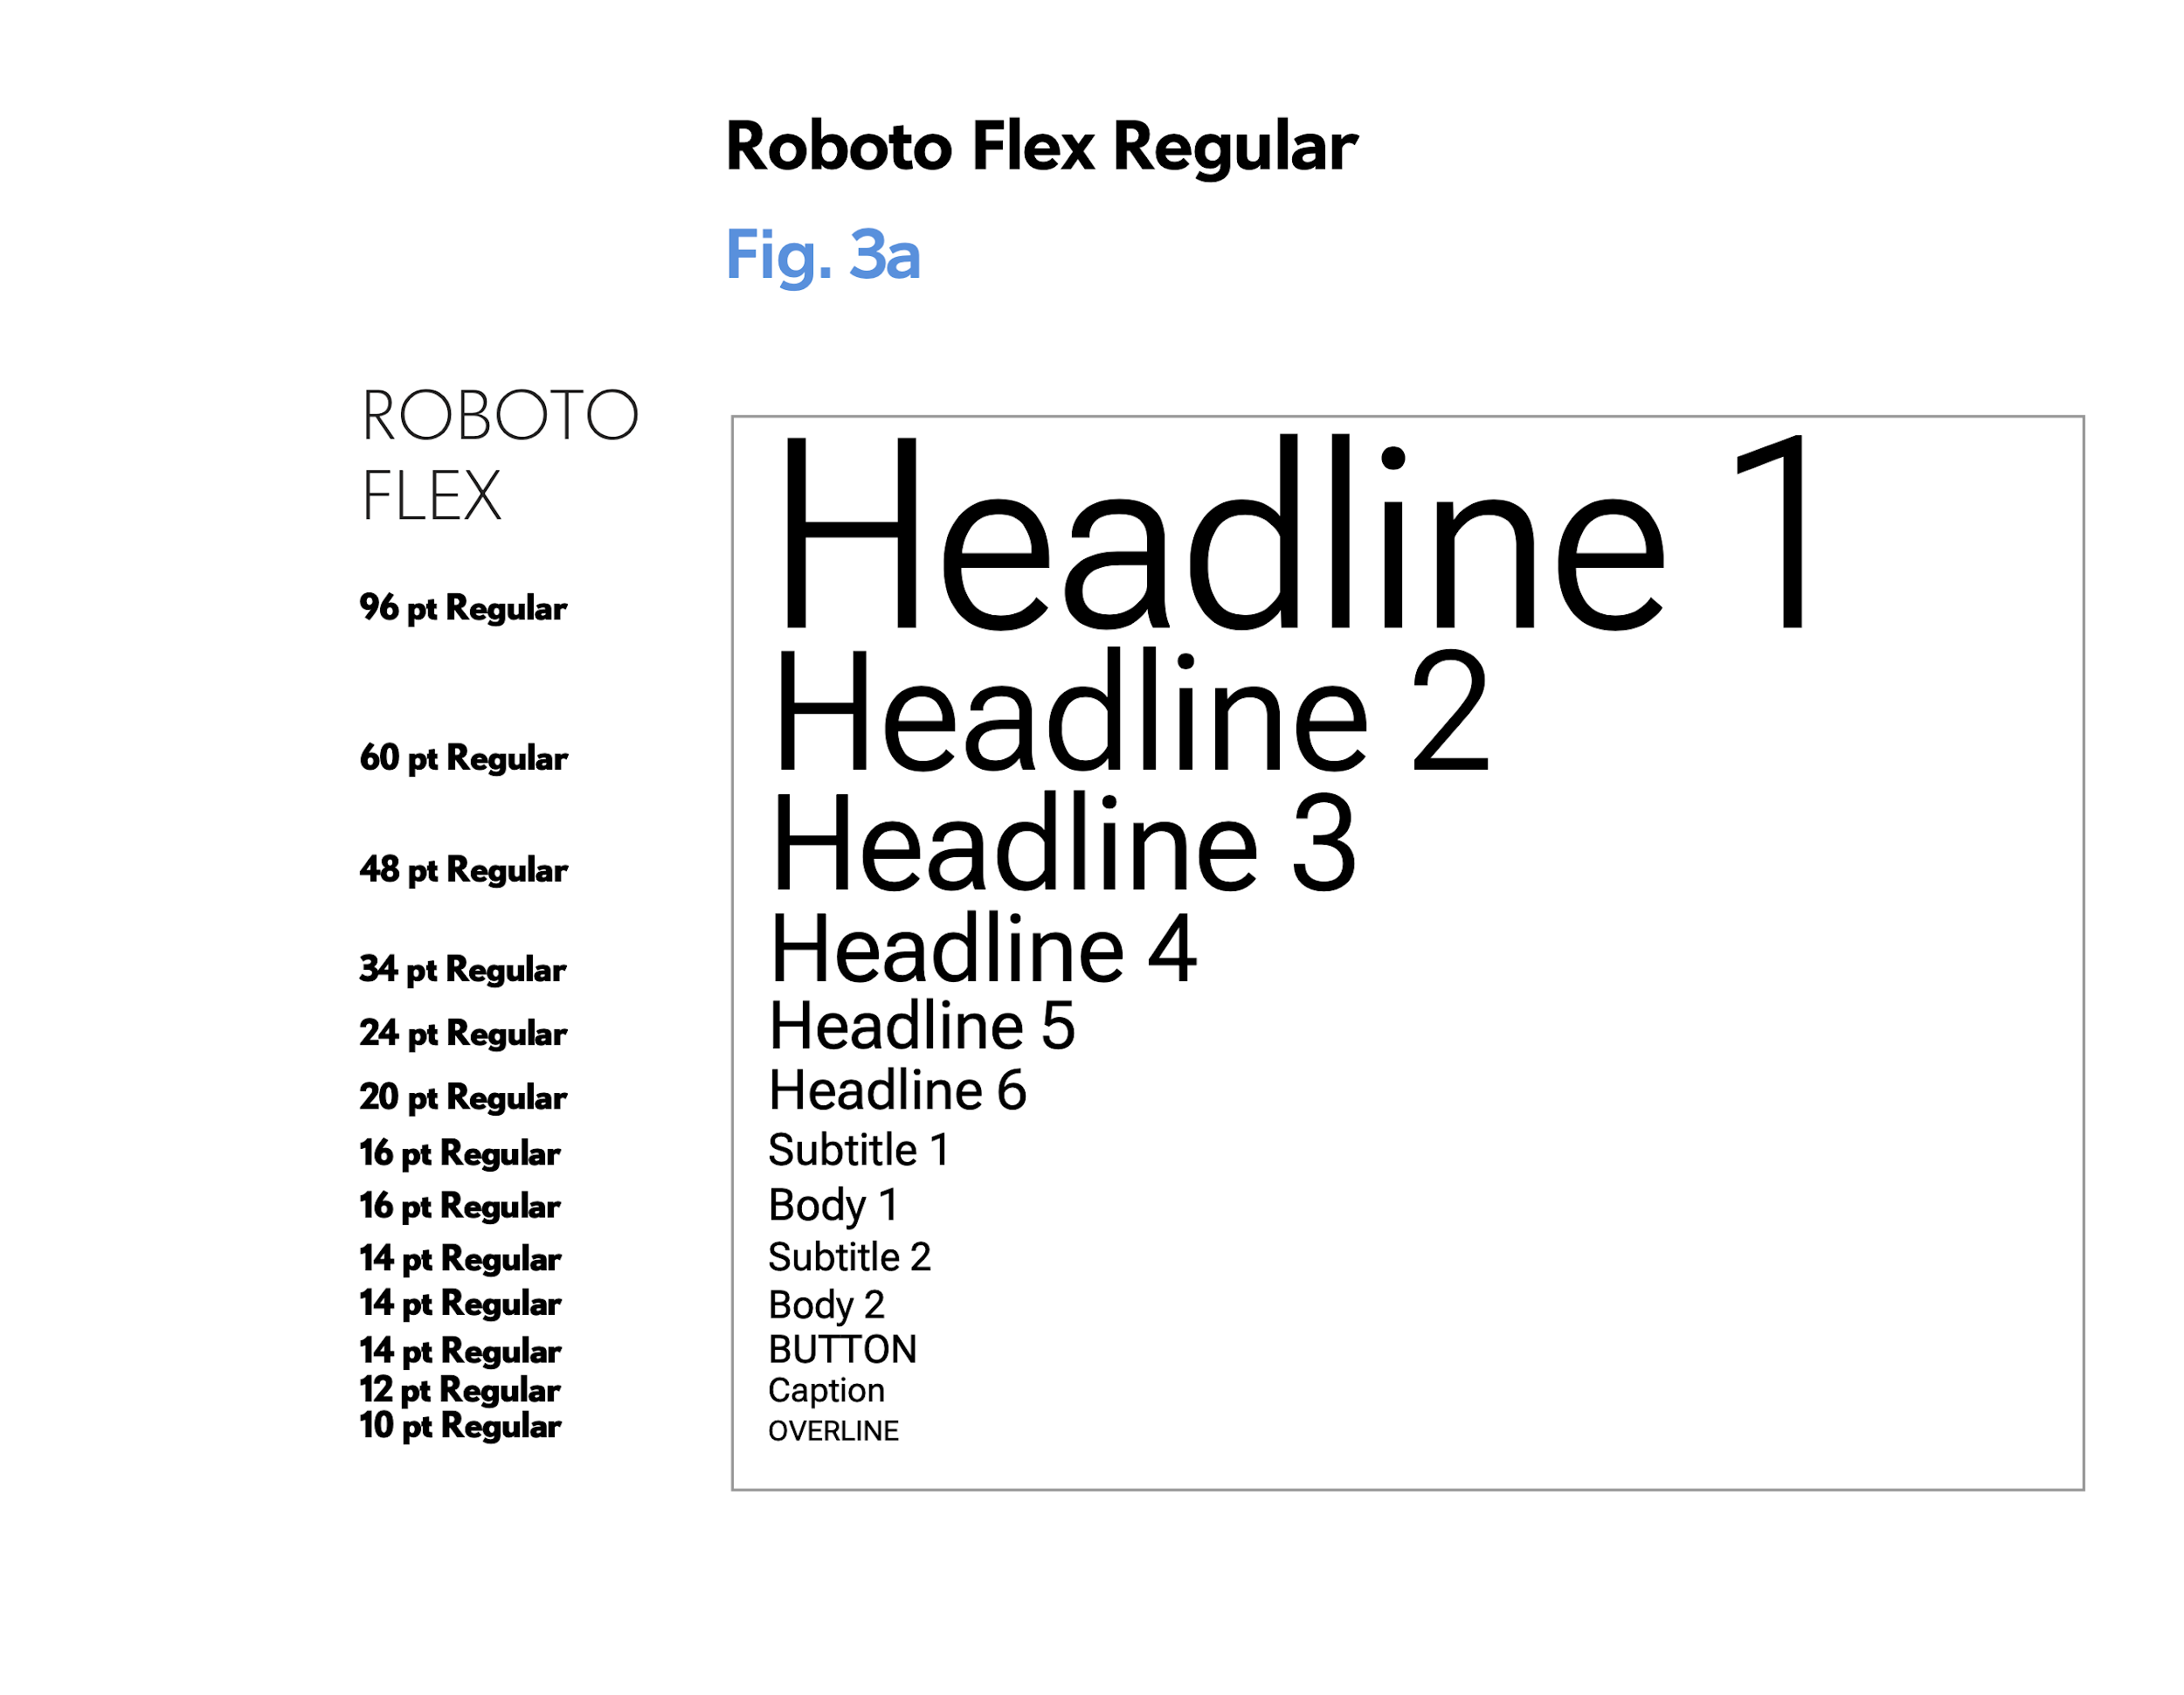 Roboto Flex Regular
Fig. 3a
ROBOTO
FLEX
96 pt Regular
Headline 1
60 pt Regular
Headline 2
48 pt Regular
Headline 3
34 pt Regular
Headline 4
24 pt Regular
Headline 5
20 pt Regular
Headline 6
16 pt Regular
Subtitle 1
16 pt Regular
Body 1
14 pt Regular
Subtitle 2
14 pt Regular
Body 2
14 pt Regular
BUTTON
12 pt Regular
Caption
10 pt Regular
OVERLINE